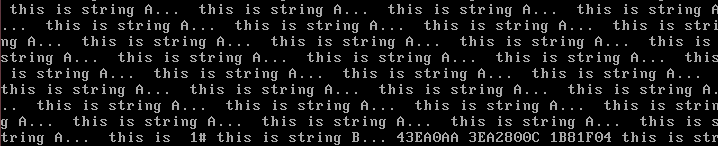 this is string A...  this is string A...  this is string A...  this is string A
...  this is string A...  this is string A...  this is string A...  this is stri
ng A...  this is string A...  this is string A...  this is string A...  this is
string A...  this is string A...  this is string A...  this is string A...  this
is string A...  this is string A...  this is string A...  this is string A...
this is string A...  this is string A...  this is string A...  this is string A.
..  this is string A...  this is string A...  this is string A...  this is strin
g A...  this is string A...  this is string A...  this is string A...  this is s
tring A...  this is  1# this is string B... 43EA0AA 3EA2800C 1B81F04 this is str